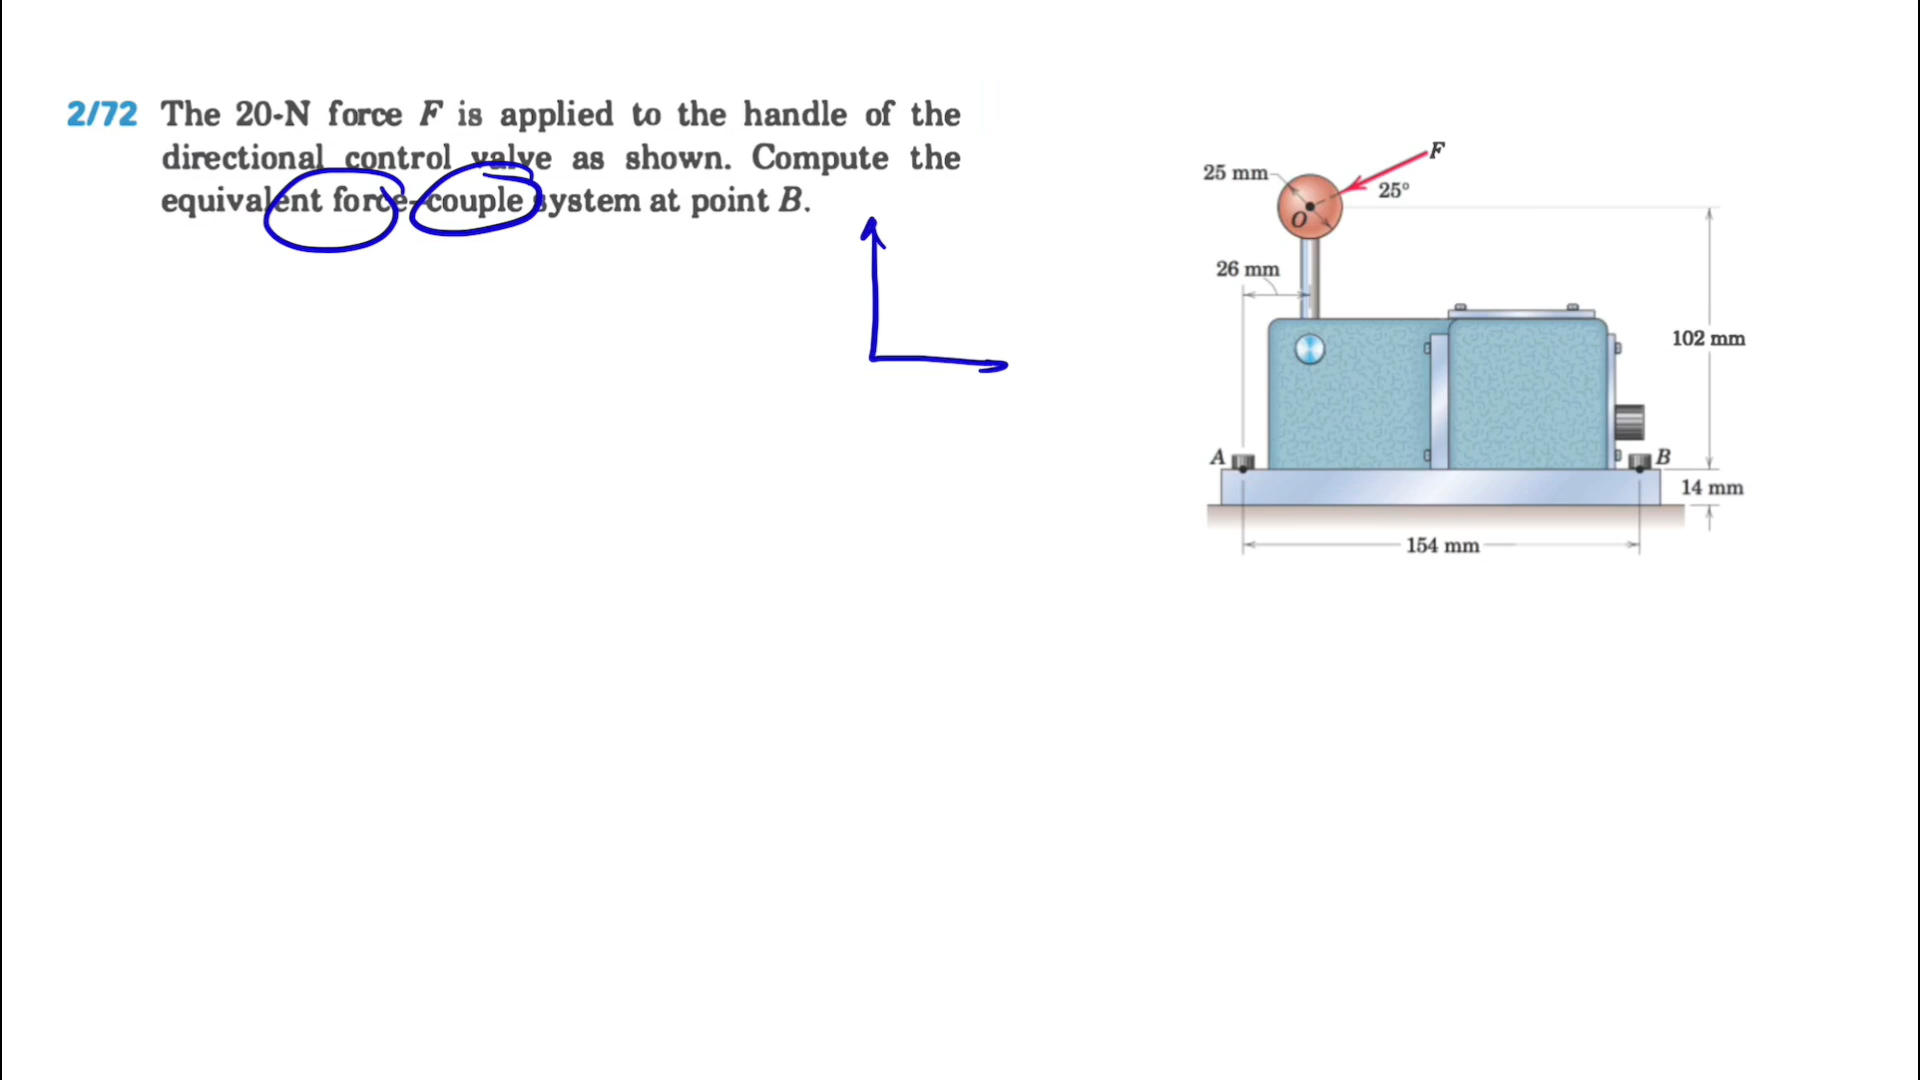 2/72 The 20-N force F is applied to the handle of the
directional control valve as shown. Compute the
equivalent force–couple system at point B.
F
25 mm
25°
O
26 mm
102 mm
A
B
14 mm
154 mm